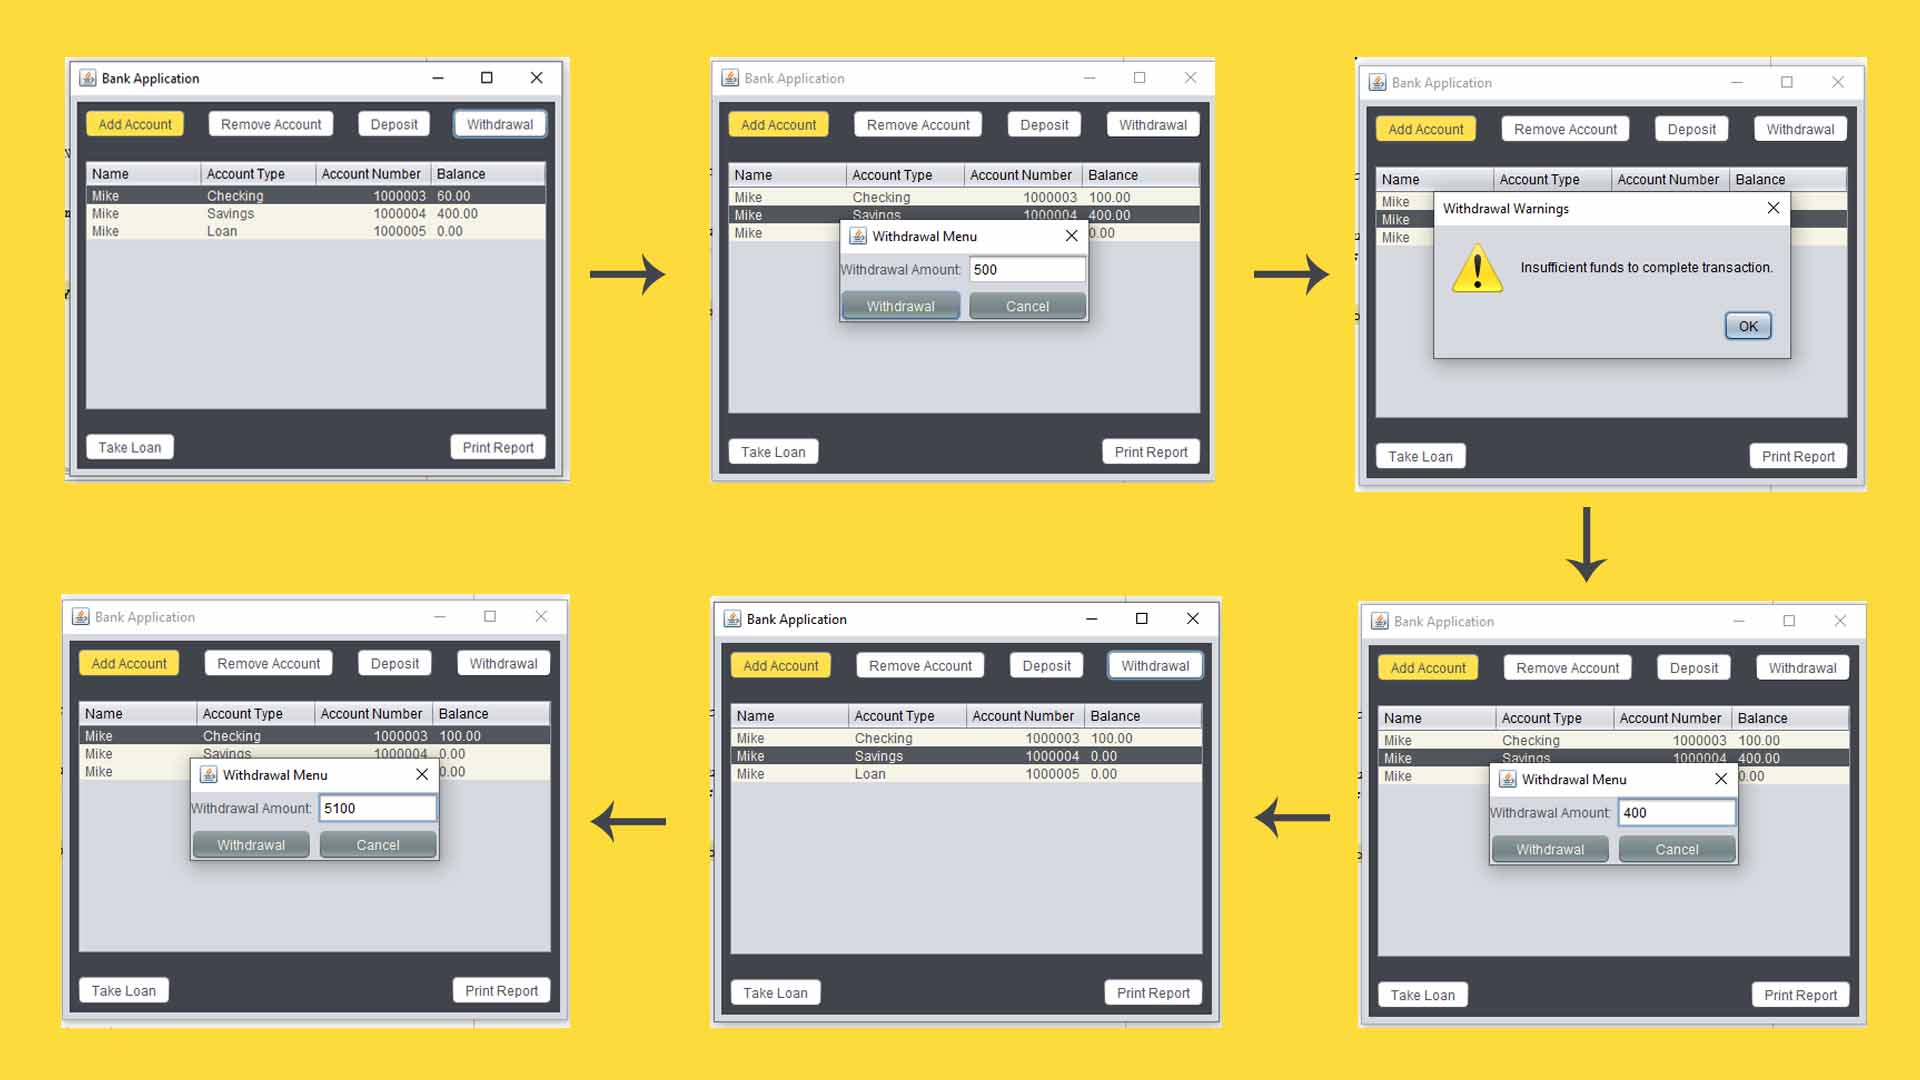 Bank Application
Add Account Remove Account Deposit Withdrawal
Name Account Type Account Number Balance
Mike Checking 1000003 60.00
Mike Savings 1000004 400.00
Mike Loan 1000005 0.00
Take Loan Print Report
Bank Application
Add Account Remove Account Deposit Withdrawal
Name Account Type Account Number Balance
Mike Checking 1000003 100.00
Mike Savings 1000004 400.00
Mike 0.00
Withdrawal Menu
Withdrawal Amount: 500
Withdrawal Cancel
Take Loan Print Report
Bank Application
Add Account Remove Account Deposit Withdrawal
Name Account Type Account Number Balance
Mike
Mike
Mike
Withdrawal Warnings
Insufficient funds to complete transaction.
OK
Take Loan Print Report
Bank Application
Add Account Remove Account Deposit Withdrawal
Name Account Type Account Number Balance
Mike Checking 1000003 100.00
Mike Savings 1000004 400.00
Mike 0.00
Withdrawal Menu
Withdrawal Amount: 400
Withdrawal Cancel
Take Loan Print Report
Bank Application
Add Account Remove Account Deposit Withdrawal
Name Account Type Account Number Balance
Mike Checking 1000003 100.00
Mike Savings 1000004 0.00
Mike Loan 1000005 0.00
Take Loan Print Report
Bank Application
Add Account Remove Account Deposit Withdrawal
Name Account Type Account Number Balance
Mike Checking 1000003 100.00
Mike Savings 1000004 0.00
Mike 0.00
Withdrawal Menu
Withdrawal Amount: 5100
Withdrawal Cancel
Take Loan Print Report